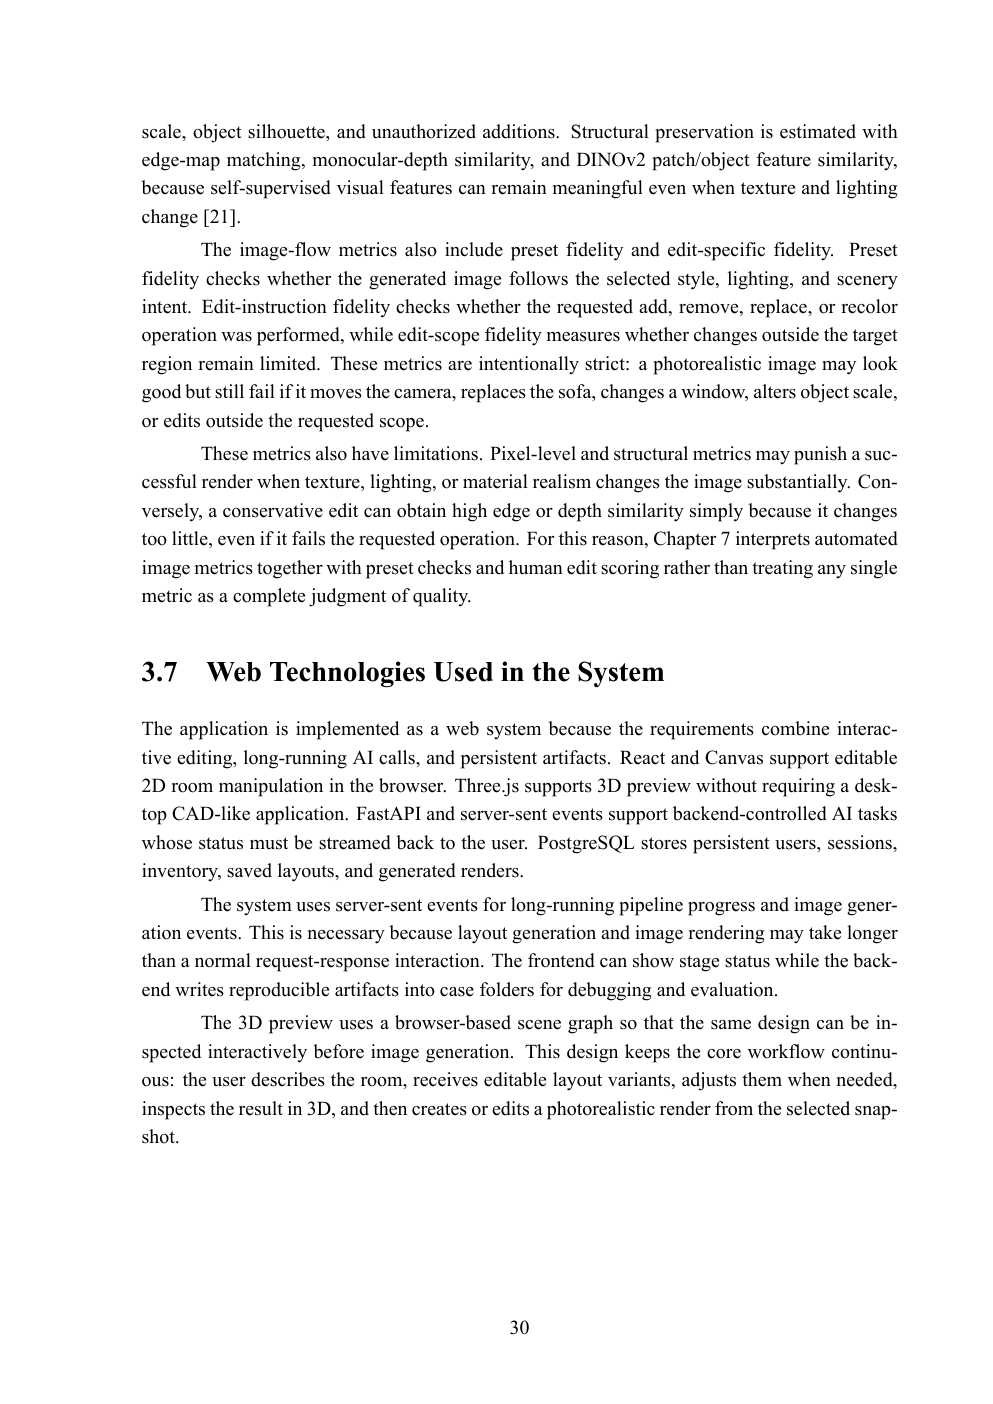 scale, object silhouette, and unauthorized additions. Structural preservation is estimated with
edge-map matching, monocular-depth similarity, and DINOv2 patch/object feature similarity,
because self-supervised visual features can remain meaningful even when texture and lighting
change [21].
The image-flow metrics also include preset fidelity and edit-specific fidelity. Preset
fidelity checks whether the generated image follows the selected style, lighting, and scenery
intent. Edit-instruction fidelity checks whether the requested add, remove, replace, or recolor
operation was performed, while edit-scope fidelity measures whether changes outside the target
region remain limited. These metrics are intentionally strict: a photorealistic image may look
good but still fail if it moves the camera, replaces the sofa, changes a window, alters object scale,
or edits outside the requested scope.
These metrics also have limitations. Pixel-level and structural metrics may punish a suc-
cessful render when texture, lighting, or material realism changes the image substantially. Con-
versely, a conservative edit can obtain high edge or depth similarity simply because it changes
too little, even if it fails the requested operation. For this reason, Chapter 7 interprets automated
image metrics together with preset checks and human edit scoring rather than treating any single
metric as a complete judgment of quality.
3.7 Web Technologies Used in the System
The application is implemented as a web system because the requirements combine interac-
tive editing, long-running AI calls, and persistent artifacts. React and Canvas support editable
2D room manipulation in the browser. Three.js supports 3D preview without requiring a desk-
top CAD-like application. FastAPI and server-sent events support backend-controlled AI tasks
whose status must be streamed back to the user. PostgreSQL stores persistent users, sessions,
inventory, saved layouts, and generated renders.
The system uses server-sent events for long-running pipeline progress and image gener-
ation events. This is necessary because layout generation and image rendering may take longer
than a normal request-response interaction. The frontend can show stage status while the back-
end writes reproducible artifacts into case folders for debugging and evaluation.
The 3D preview uses a browser-based scene graph so that the same design can be in-
spected interactively before image generation. This design keeps the core workflow continu-
ous: the user describes the room, receives editable layout variants, adjusts them when needed,
inspects the result in 3D, and then creates or edits a photorealistic render from the selected snap-
shot.
30